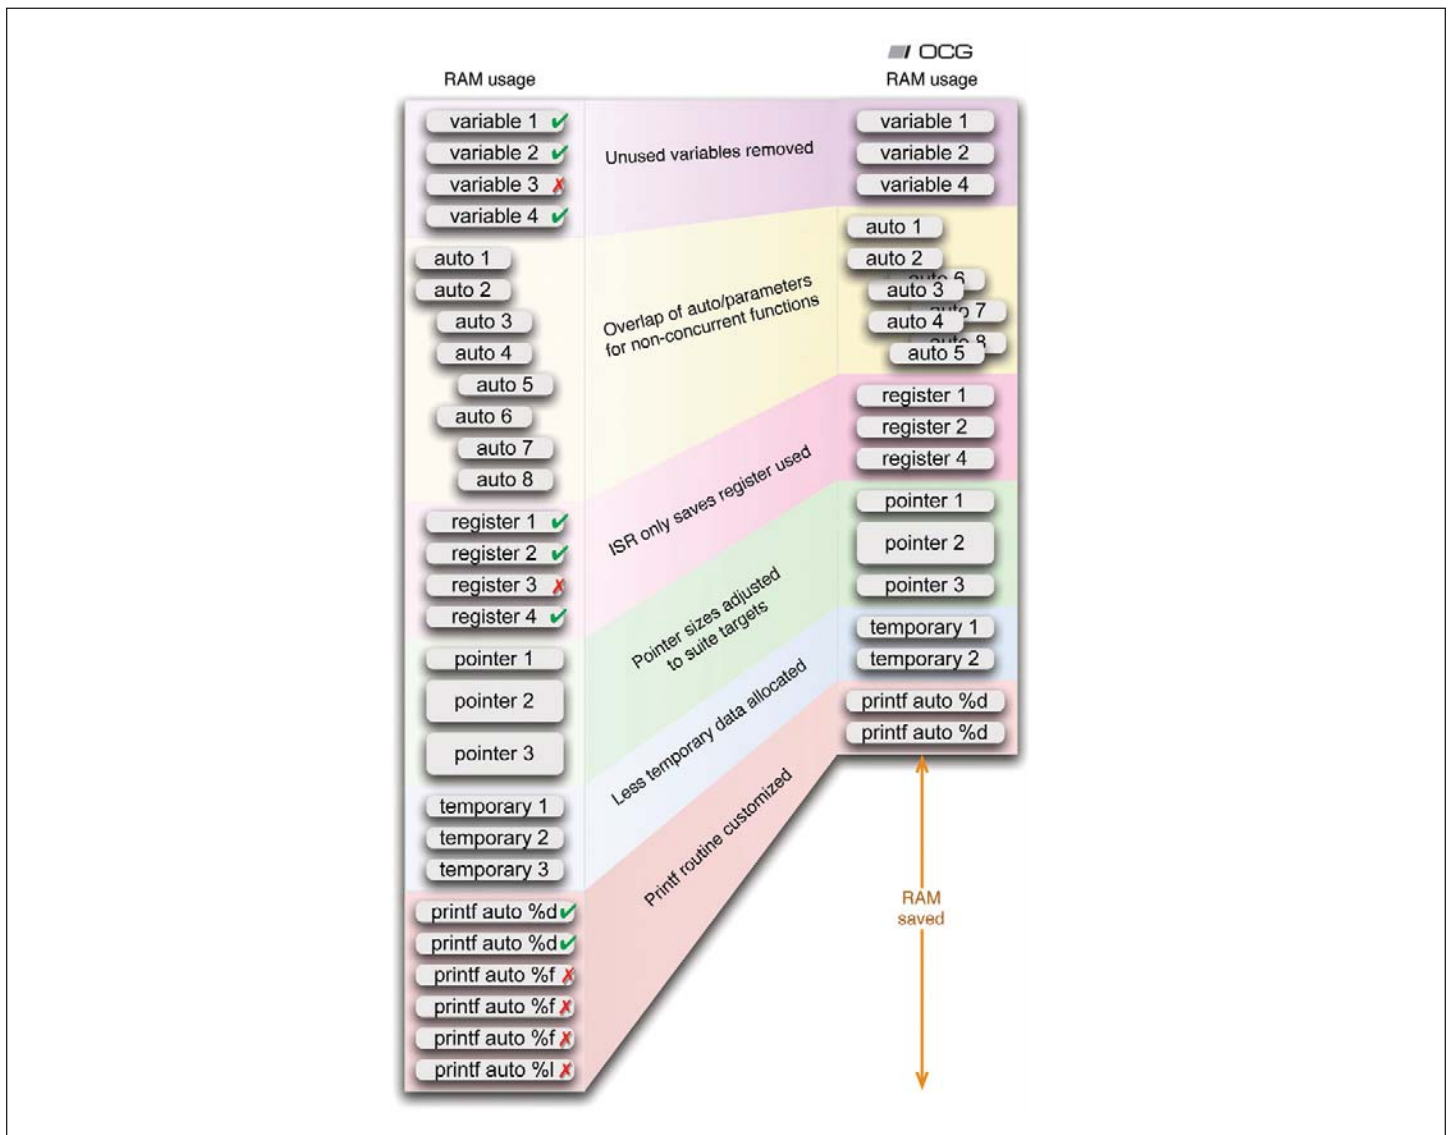 OCG
RAM usage
RAM usage
variable 1
variable 2
variable 3
variable 4
auto 1
auto 2
auto 3
auto 4
auto 5
auto 6
auto 7
auto 8
register 1
register 2
register 3
register 4
pointer 1
pointer 2
pointer 3
temporary 1
temporary 2
temporary 3
printf auto %d
printf auto %d
printf auto %f
printf auto %f
printf auto %f
printf auto %l
Unused variables removed
Overlap of auto/parameters
for non-concurrent functions
ISR only saves register used
Pointer sizes adjusted
to suite targets
Less temporary data allocated
Printf routine customized
variable 1
variable 2
variable 4
auto 1
auto 2
auto 6
auto 3
auto 7
auto 4
auto 8
auto 5
register 1
register 2
register 4
pointer 1
pointer 2
pointer 3
temporary 1
temporary 2
printf auto %d
printf auto %d
RAM
saved